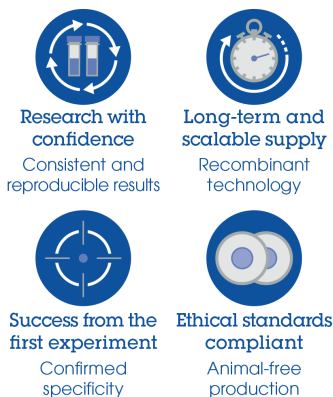 Research with
confidence
Consistent and
reproducible results
Long-term and
scalable supply
Recombinant
technology
Success from the
first experiment
Confirmed
specificity
Ethical standards
compliant
Animal-free
production